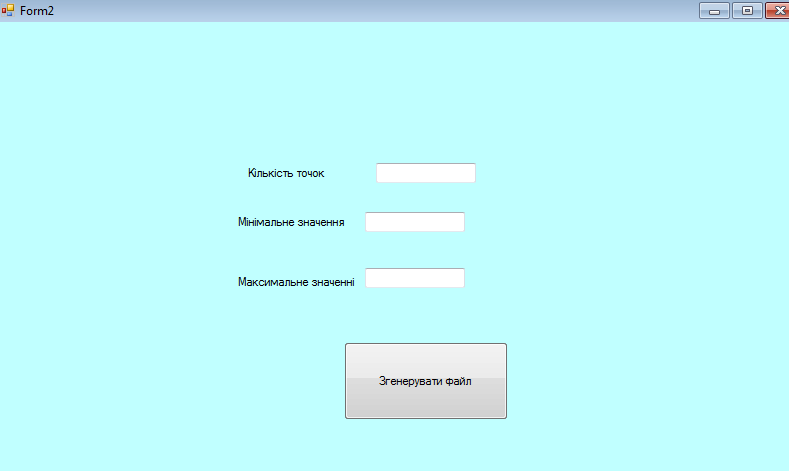 Form2
Кількість точок
Мінімальне значення
Максимальне значенні
Згенерувати файл